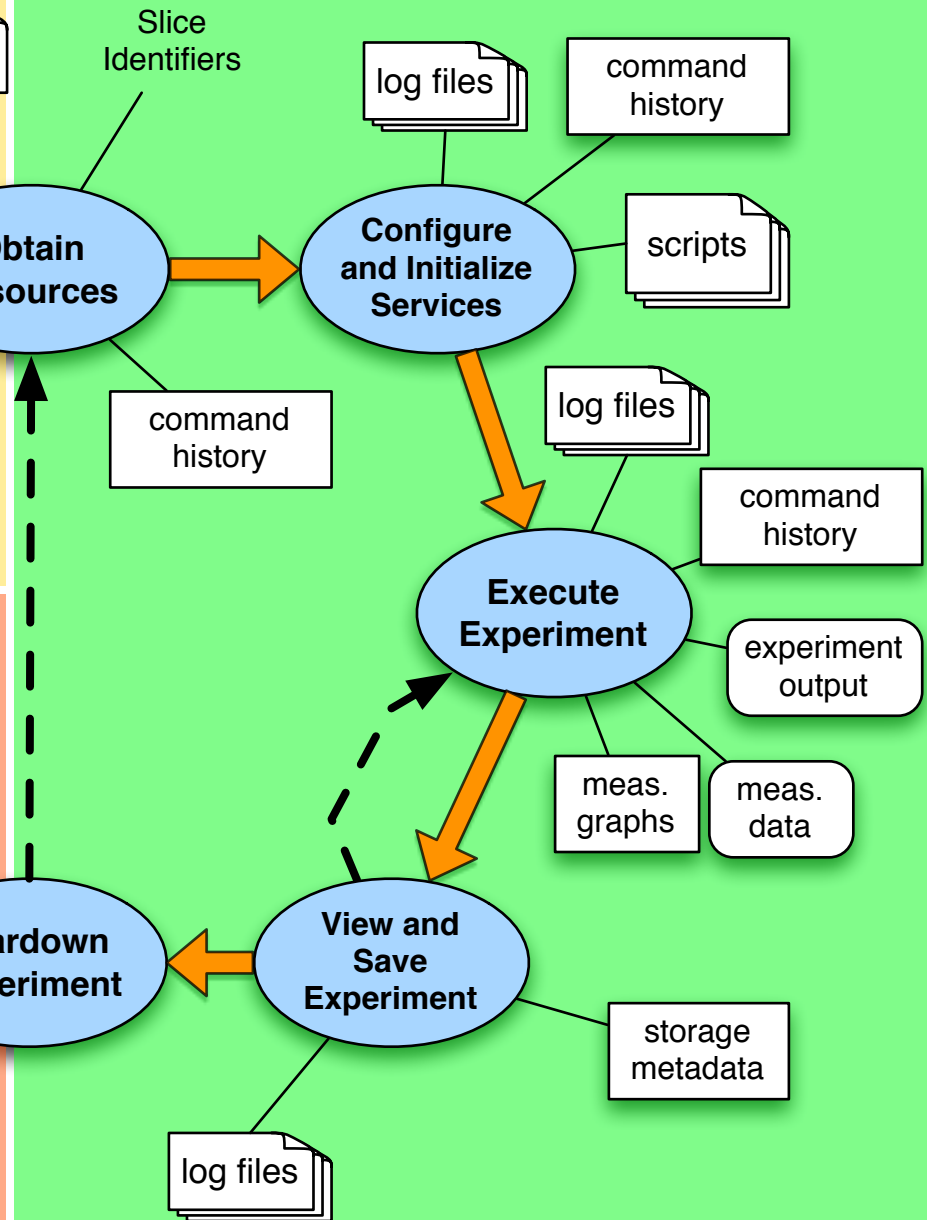 Slice
Identifiers
log files
command
history
Configure
and Initialize
Services
scripts
command
history
log files
command
history
Execute
Experiment
experiment
output
meas.
graphs
meas.
data
View and
Save
Experiment
storage
metadata
log files